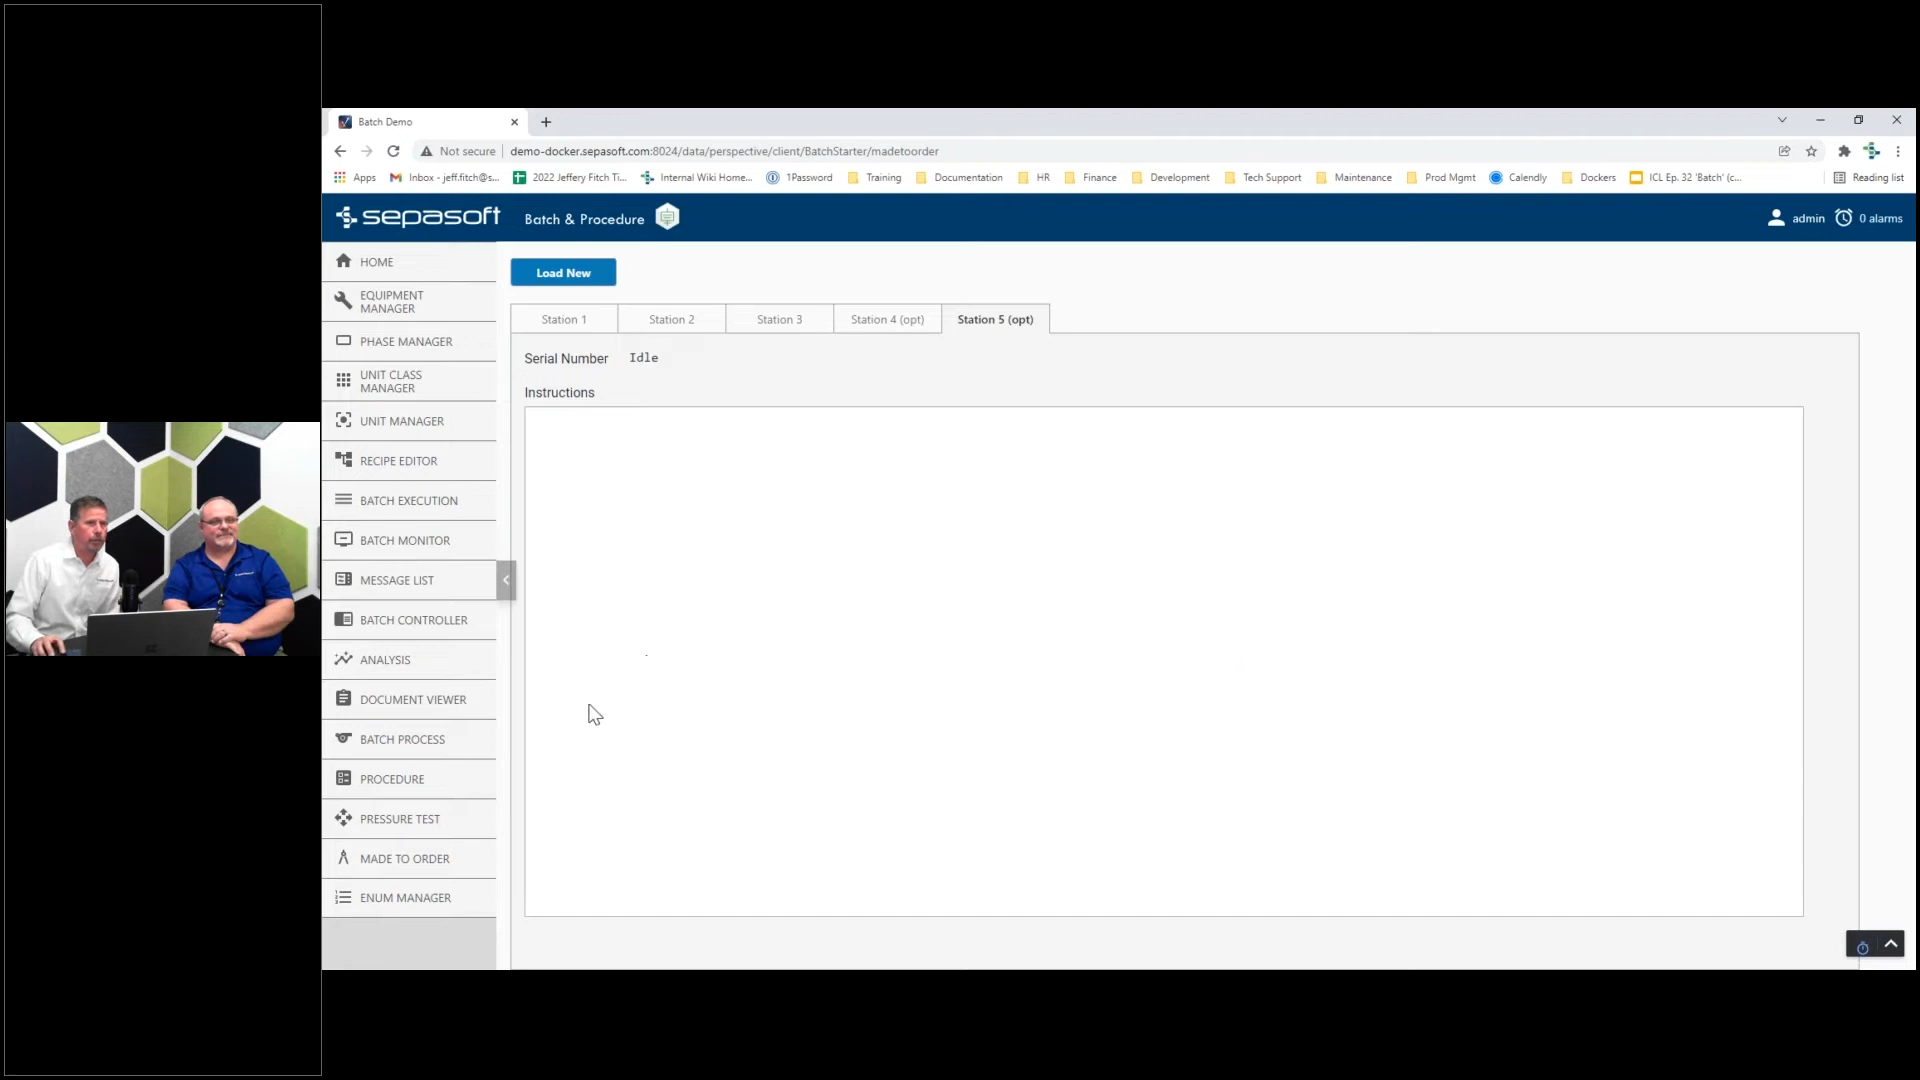 Batch Demo
Not secure demo-docker.sepasoft.com:8024/data/perspective/client/BatchStarter/madetoorder
Apps Inbox - jeff.fitch@s... 2022 Jeffery Fitch Ti... Internal Wiki Home... 1Password Training Documentation HR Finance Development Tech Support Maintenance Prod Mgmt Calendly Dockers ICL Ep. 32 'Batch' (c... Reading list
sepasoft Batch & Procedure admin 0 alarms
HOME
EQUIPMENT
MANAGER
PHASE MANAGER
UNIT CLASS
MANAGER
UNIT MANAGER
RECIPE EDITOR
BATCH EXECUTION
BATCH MONITOR
MESSAGE LIST
BATCH CONTROLLER
ANALYSIS
DOCUMENT VIEWER
BATCH PROCESS
PROCEDURE
PRESSURE TEST
MADE TO ORDER
ENUM MANAGER
Load New
Station 1 Station 2 Station 3 Station 4 (opt) Station 5 (opt)
Serial Number Idle
Instructions